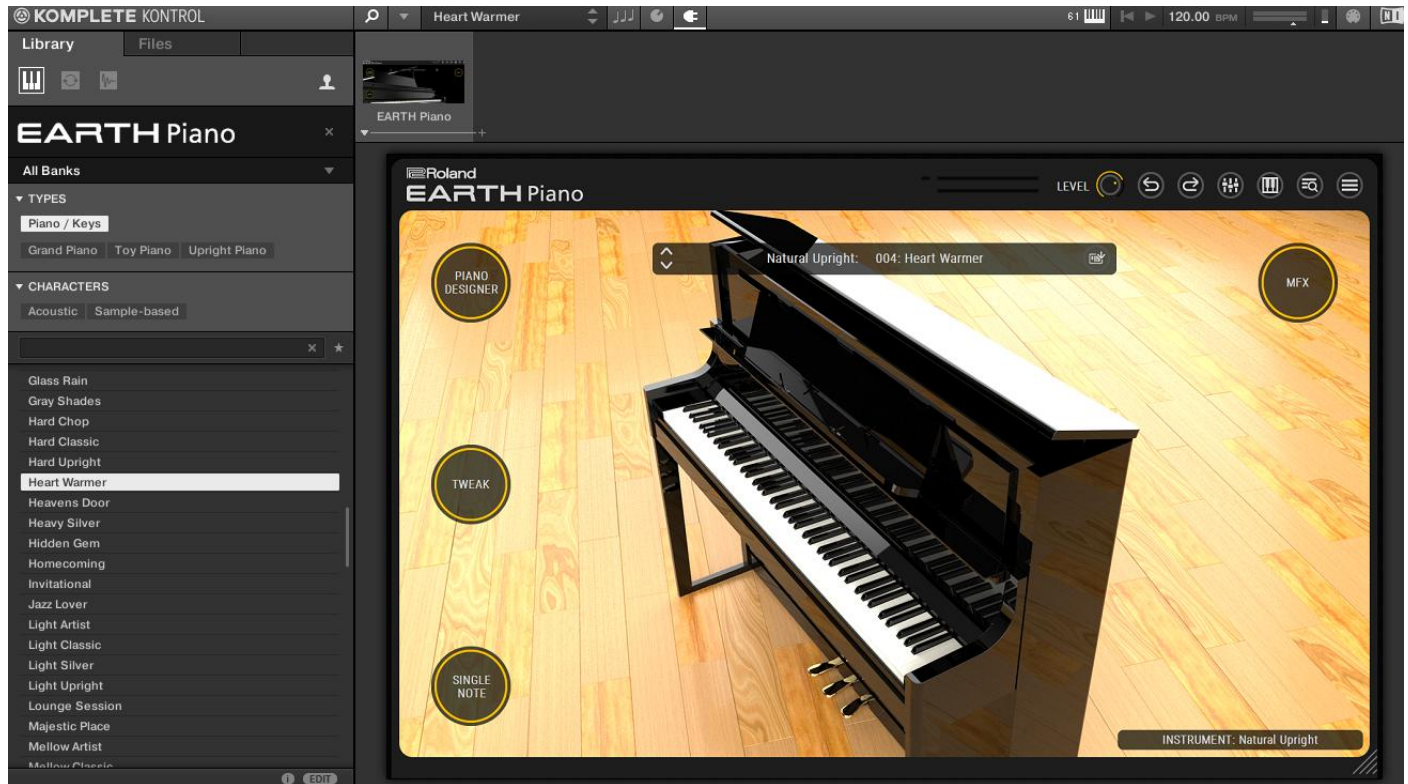 KOMPLETE KONTROL
Heart Warmer
61
120.00 BPM
NI
Library
Files
EARTH Piano
All Banks
TYPES
Piano / Keys
Grand Piano
Toy Piano
Upright Piano
CHARACTERS
Acoustic
Sample-based
Glass Rain
Gray Shades
Hard Chop
Hard Classic
Hard Upright
Heart Warmer
Heavens Door
Heavy Silver
Hidden Gem
Homecoming
Invitational
Jazz Lover
Light Artist
Light Classic
Light Silver
Light Upright
Lounge Session
Majestic Place
Mellow Artist
Mellow Classic
EDIT
EARTH Piano
Roland
EARTH Piano
LEVEL
Natural Upright: 004: Heart Warmer
PIANO
DESIGNER
MFX
TWEAK
SINGLE
NOTE
INSTRUMENT: Natural Upright